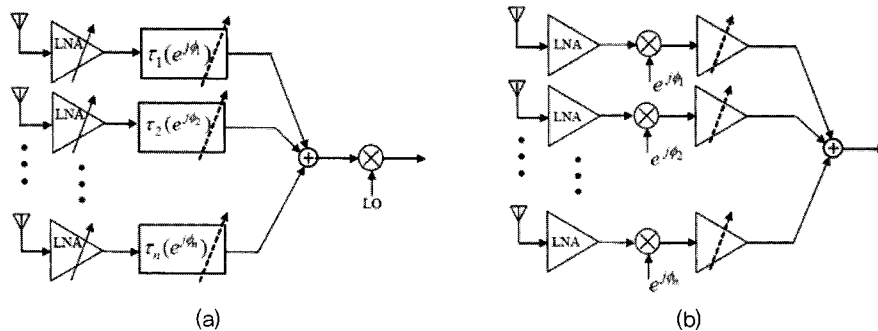 LNA
τ₁(e^{jϕ₁})
LNA
τ₂(e^{jϕ₂})
LNA
τₙ(e^{jϕₙ})
LO
(a)
LNA
e^{jϕ₁}
LNA
e^{jϕ₂}
LNA
e^{jϕₙ}
(b)